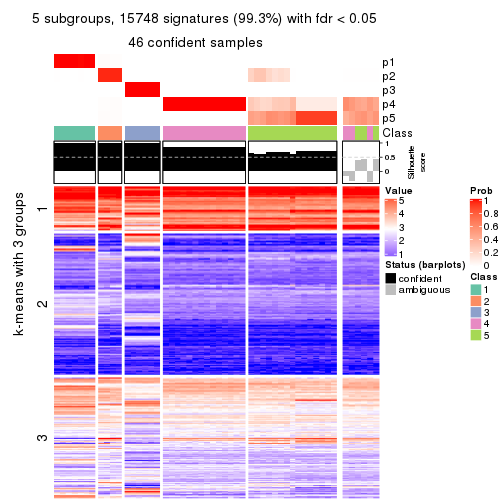 5 subgroups, 15748 signatures (99.3%) with fdr < 0.05
46 confident samples
p1
p2
p3
p4
p5
Class
1
0.5
0
Silhouette
score
k-means with 3 groups
1
2
3
Value
5
4
3
2
1
Status (barplots)
confident
ambiguous
Prob
1
0.8
0.6
0.4
0.2
0
Class
1
2
3
4
5